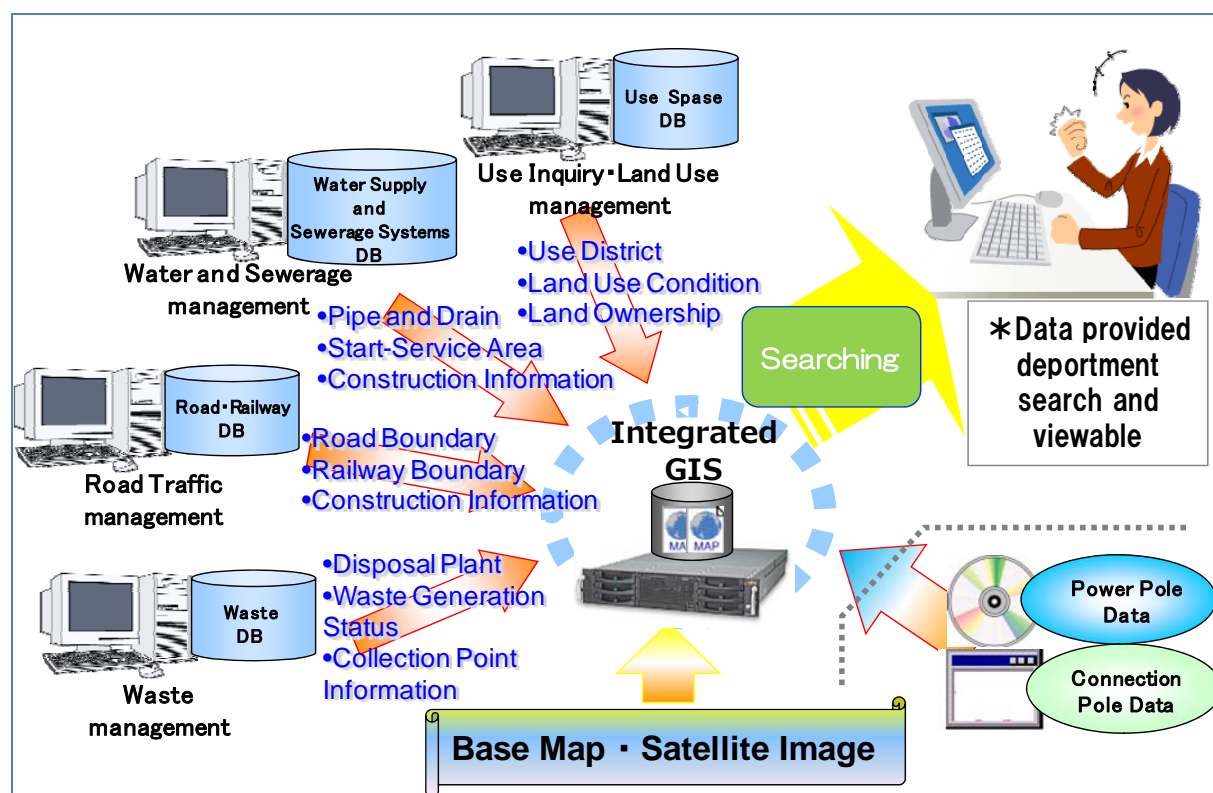 Use Spase
DB
Use Inquiry・Land Use
management
Water Supply
and
Sewerage Systems
DB
Water and Sewerage
management
•Use District
•Land Use Condition
•Land Ownership
•Pipe and Drain
•Start-Service Area
•Construction Information
Searching
＊Data provided
deportment
search and
viewable
Road・Railway
DB
Road Traffic
management
•Road Boundary
•Railway Boundary
•Construction Information
Integrated
GIS
MA MAP
Waste
DB
Waste
management
•Disposal Plant
•Waste Generation
Status
•Collection Point
Information
Power Pole
Data
Connection
Pole Data
Base Map・Satellite Image